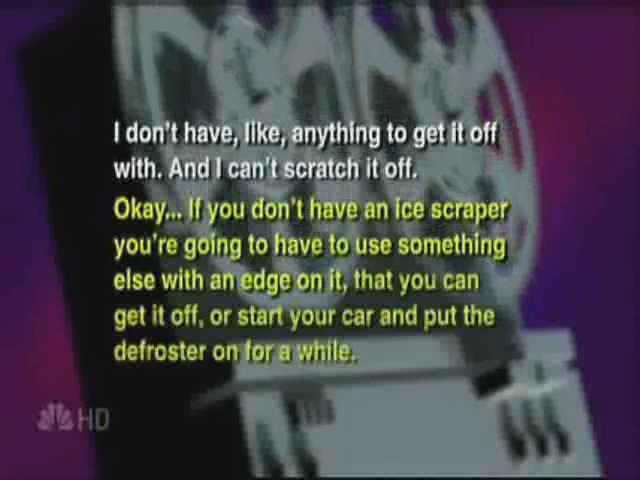 I don't have, like, anything to get it off
with. And I can't scratch it off.
Okay... If you don't have an ice scraper
you're going to have to use something
else with an edge on it, that you can
get it off, or start your car and put the
defroster on for a while.
HD